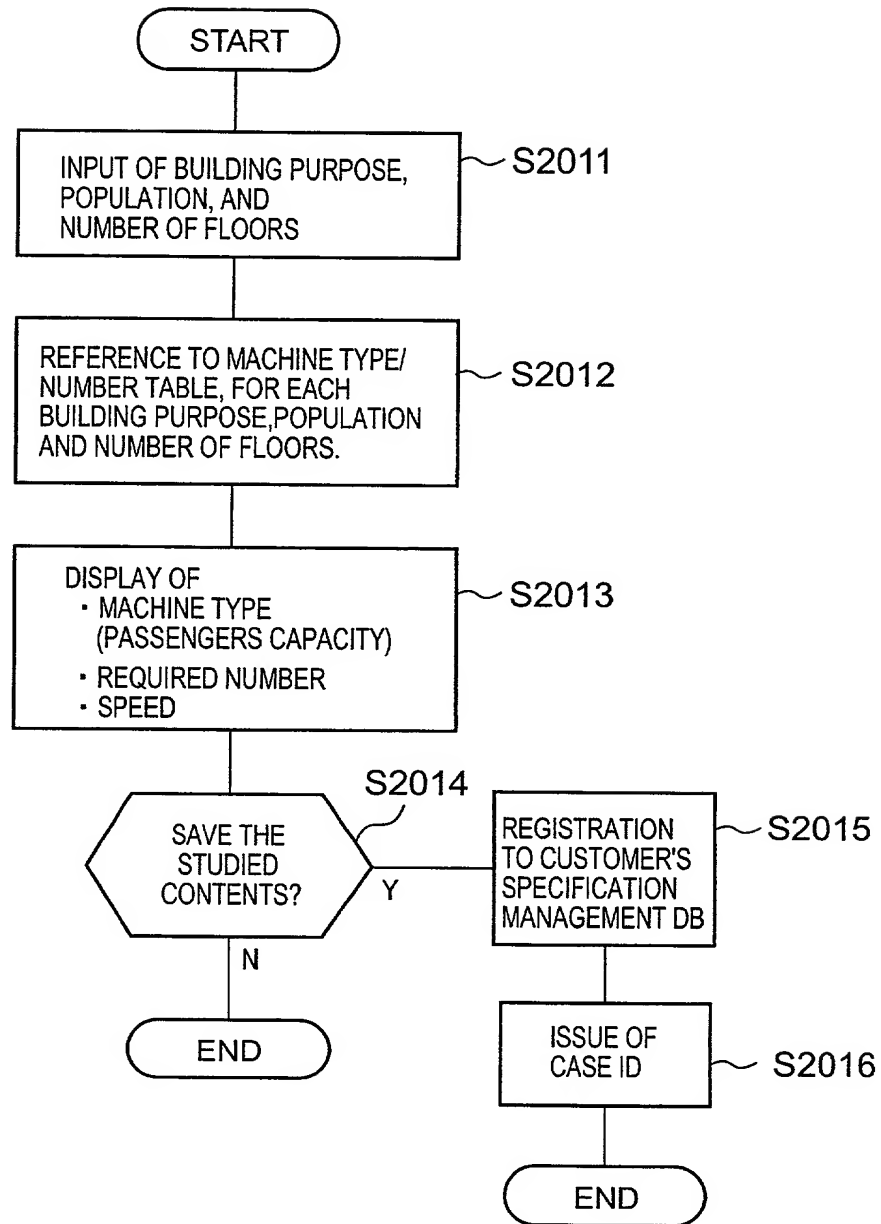 START
INPUT OF BUILDING PURPOSE,
POPULATION, AND
NUMBER OF FLOORS
S2011
REFERENCE TO MACHINE TYPE/
NUMBER TABLE, FOR EACH
BUILDING PURPOSE,POPULATION
AND NUMBER OF FLOORS.
S2012
DISPLAY OF
・MACHINE TYPE
(PASSENGERS CAPACITY)
・REQUIRED NUMBER
・SPEED
S2013
SAVE THE
STUDIED
CONTENTS?
S2014
Y
N
END
REGISTRATION
TO CUSTOMER'S
SPECIFICATION
MANAGEMENT DB
S2015
ISSUE OF
CASE ID
S2016
END